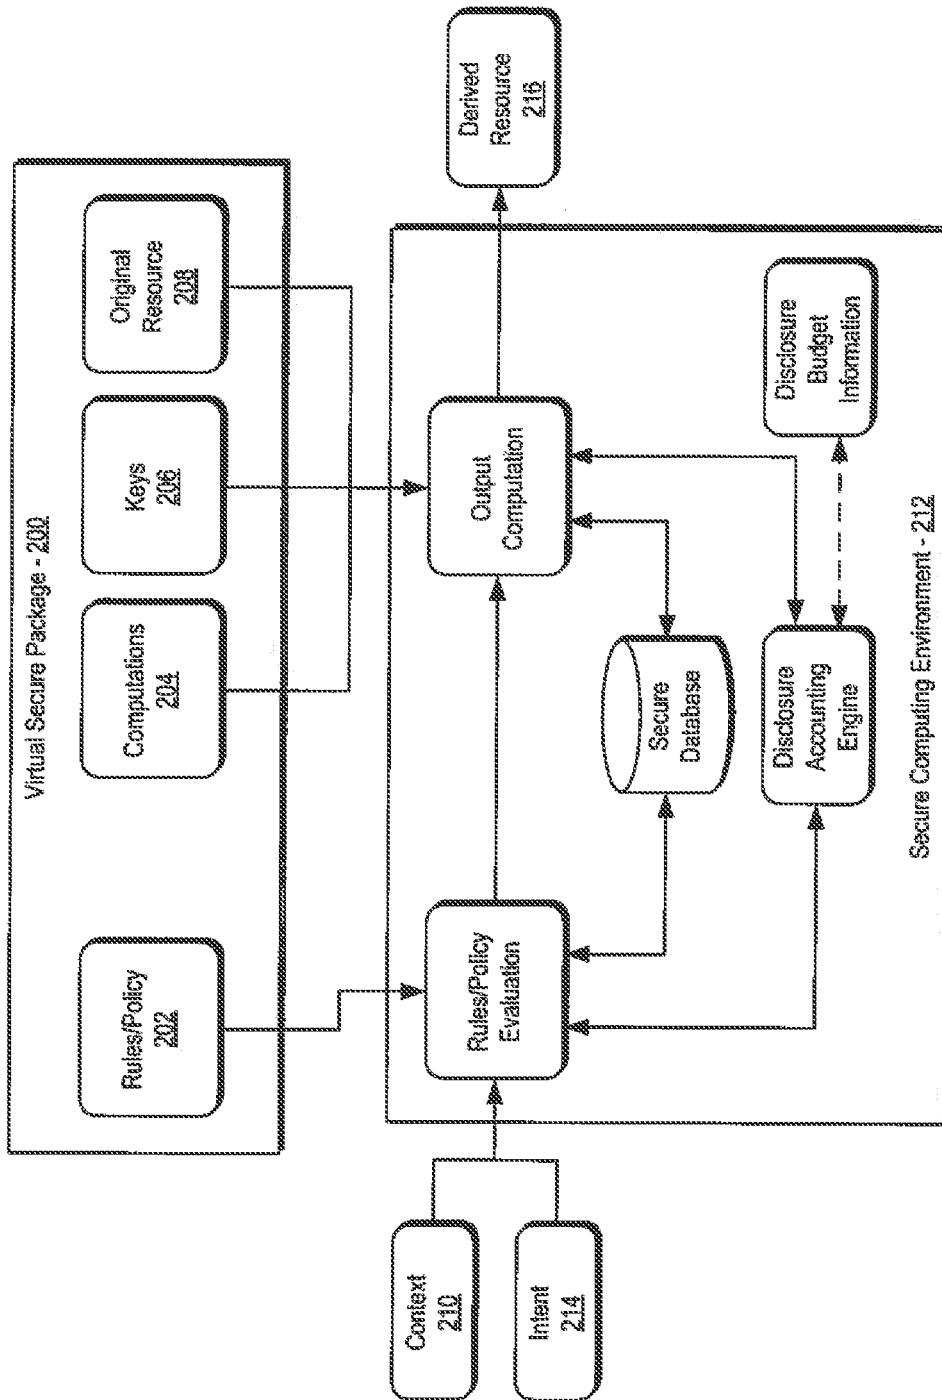 Virtual Secure Package - 200
Rules/Policy
202
Computations
204
Keys
206
Original
Resource
208
Context
210
Intent
214
Rules/Policy
Evaluation
Output
Computation
Derived
Resource
216
Secure
Database
Disclosure
Accounting
Engine
Disclosure
Budget
Information
Secure Computing Environment - 212